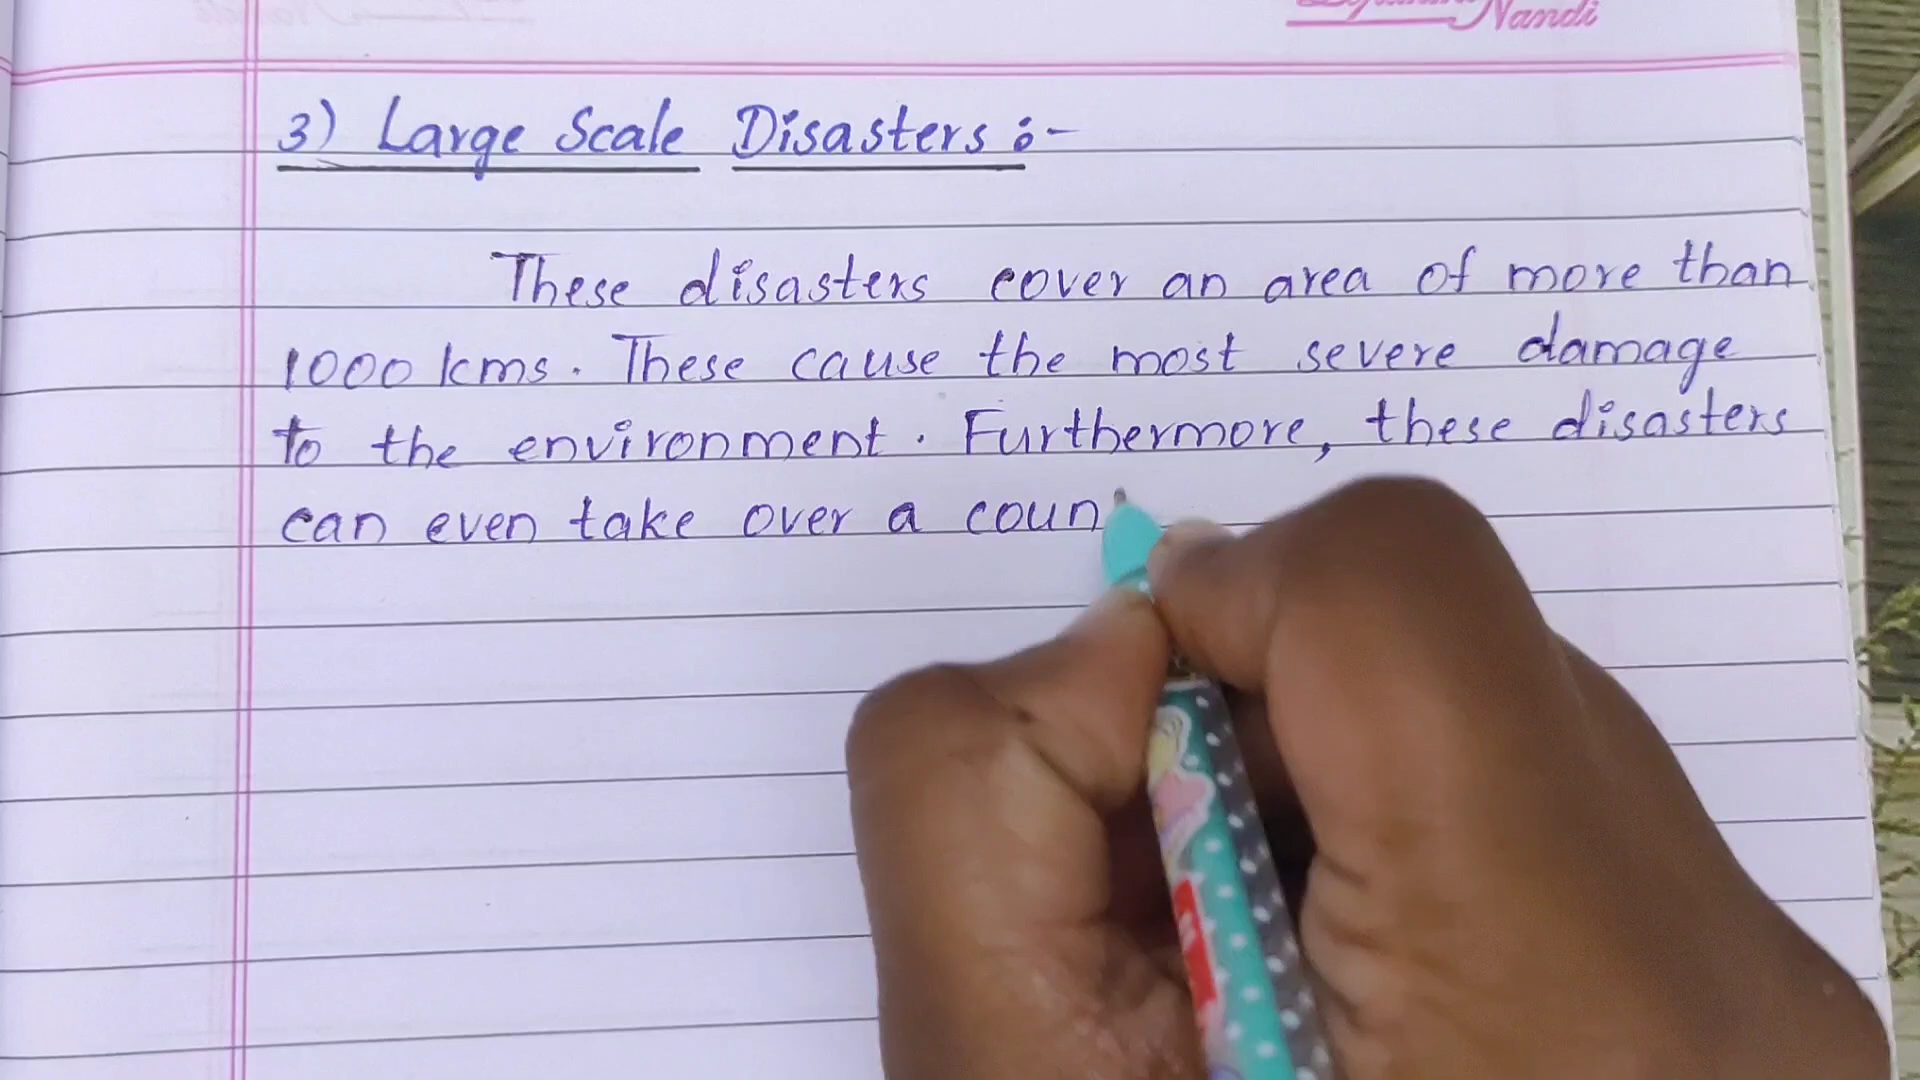 Nandi
3) Large Scale Disasters :-
These disasters cover an area of more than
1000 kms. These cause the most severe damage
to the environment. Furthermore, these disasters
can even take over a coun